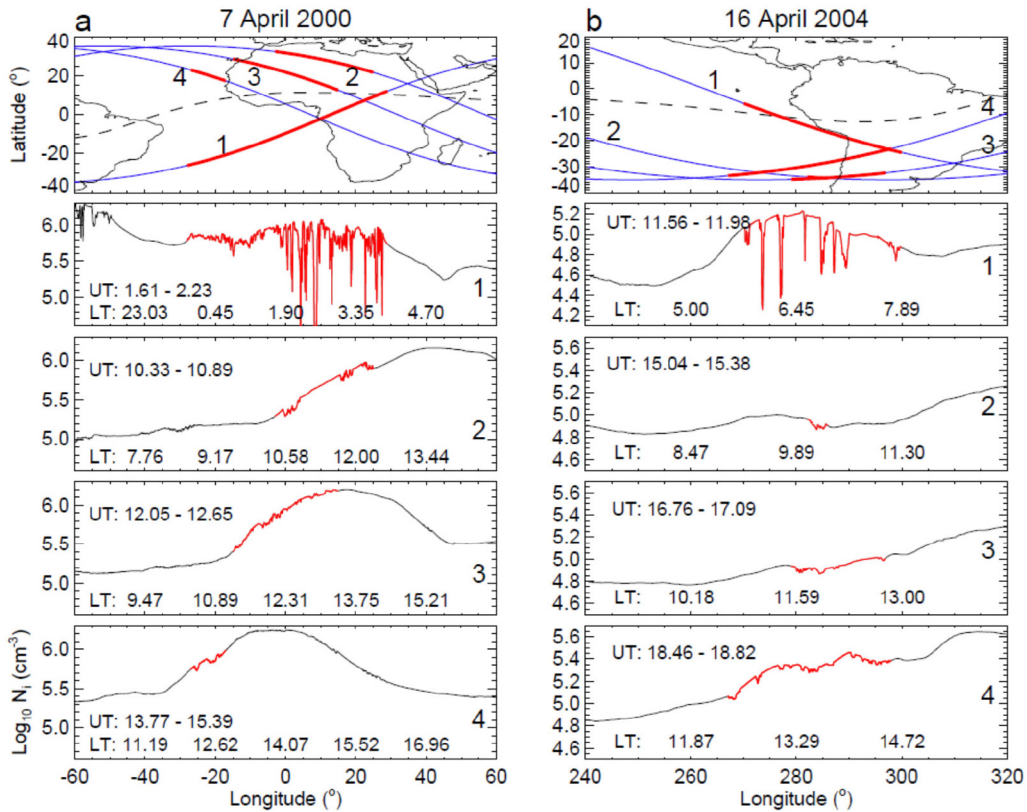 a 7 April 2000
40
20
0
-20
-40
Latitude (°)
4 3 2
1
6.0
5.5
5.0
UT: 1.61 - 2.23
LT: 23.03 0.45 1.90 3.35 4.70
1
6.0
5.5
5.0
UT: 10.33 - 10.89
LT: 7.76 9.17 10.58 12.00 13.44
2
6.0
5.5
5.0
UT: 12.05 - 12.65
LT: 9.47 10.89 12.31 13.75 15.21
3
6.0
5.5
5.0
Log10 Ni (cm-3)
UT: 13.77 - 15.39
LT: 11.19 12.62 14.07 15.52 16.96
4
-60 -40 -20 0 20 40 60
Longitude (°)
b 16 April 2004
20
10
0
-10
-20
-30
-40
1
2
4
3
5.2
5.0
4.8
4.6
4.4
4.2
UT: 11.56 - 11.98
LT: 5.00 6.45 7.89
1
5.6
5.4
5.2
5.0
4.8
4.6
UT: 15.04 - 15.38
LT: 8.47 9.89 11.30
2
5.6
5.4
5.2
5.0
4.8
4.6
UT: 16.76 - 17.09
LT: 10.18 11.59 13.00
3
5.6
5.4
5.2
5.0
4.8
4.6
UT: 18.46 - 18.82
LT: 11.87 13.29 14.72
4
240 260 280 300 320
Longitude (°)